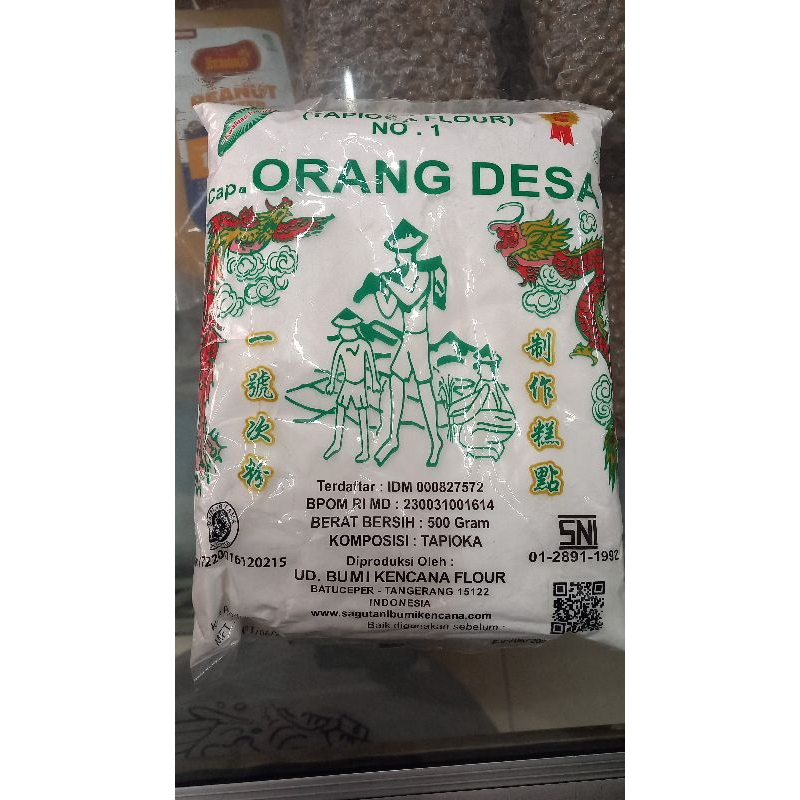 PEANUT
(TAPIOKA FLOUR)
NO . 1
Cap. ORANG DESA
一號次粉
制作糕點
Terdaftar : IDM 000827572
BPOM RI MD : 230031001614
BERAT BERSIH : 500 Gram
KOMPOSISI : TAPIOKA
SNI
01-2891-1992
Diproduksi Oleh :
UD. BUMI KENCANA FLOUR
BATUCEPER - TANGERANG 15122
INDONESIA
www.sagutanibumikencana.com
Baik digunakan sebelum :